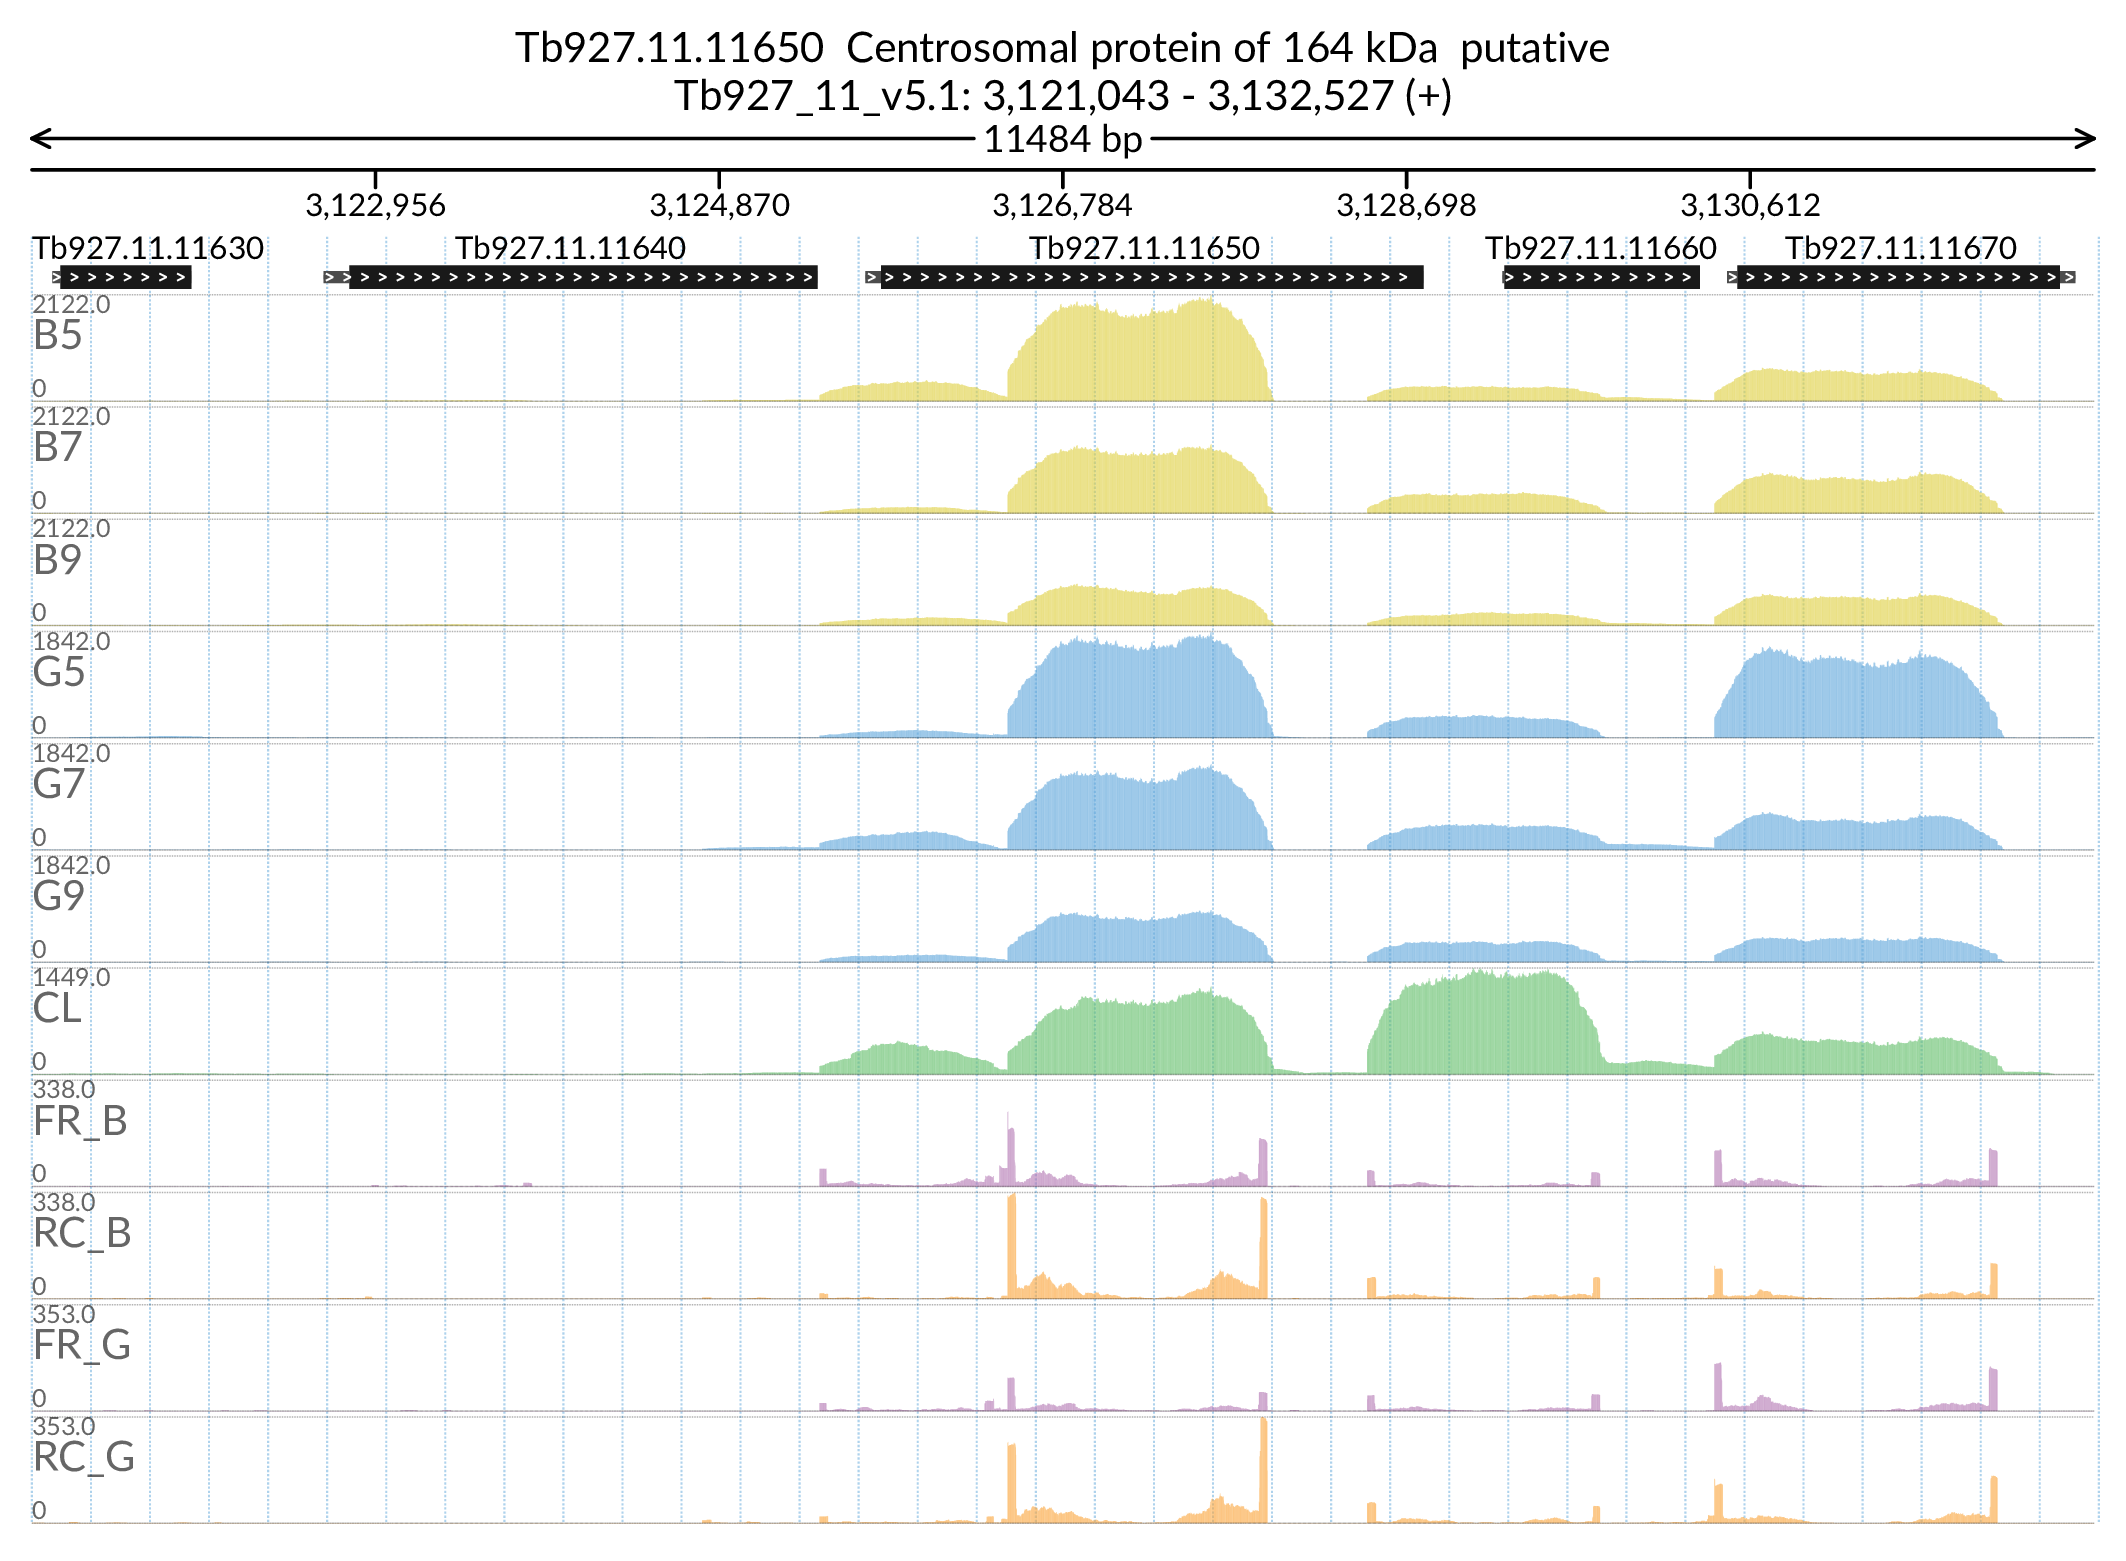 Tb927.11.11650  Centrosomal protein of 164 kDa  putative
Tb927_11_v5.1: 3,121,043 - 3,132,527 (+)
11484 bp
3,122,956 3,124,870 3,126,784 3,128,698 3,130,612
Tb927.11.11630 Tb927.11.11640 Tb927.11.11650 Tb927.11.11660 Tb927.11.11670
2122.0
B5
0
2122.0
B7
0
2122.0
B9
0
1842.0
G5
0
1842.0
G7
0
1842.0
G9
0
1449.0
CL
0
338.0
FR_B
0
338.0
RC_B
0
353.0
FR_G
0
353.0
RC_G
0